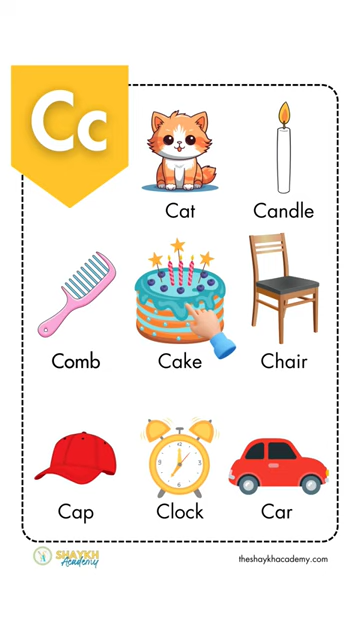 Cc
Cat Candle
Comb Cake Chair
Cap Clock Car
SHAYKH
Academy
theshaykhacademy.com